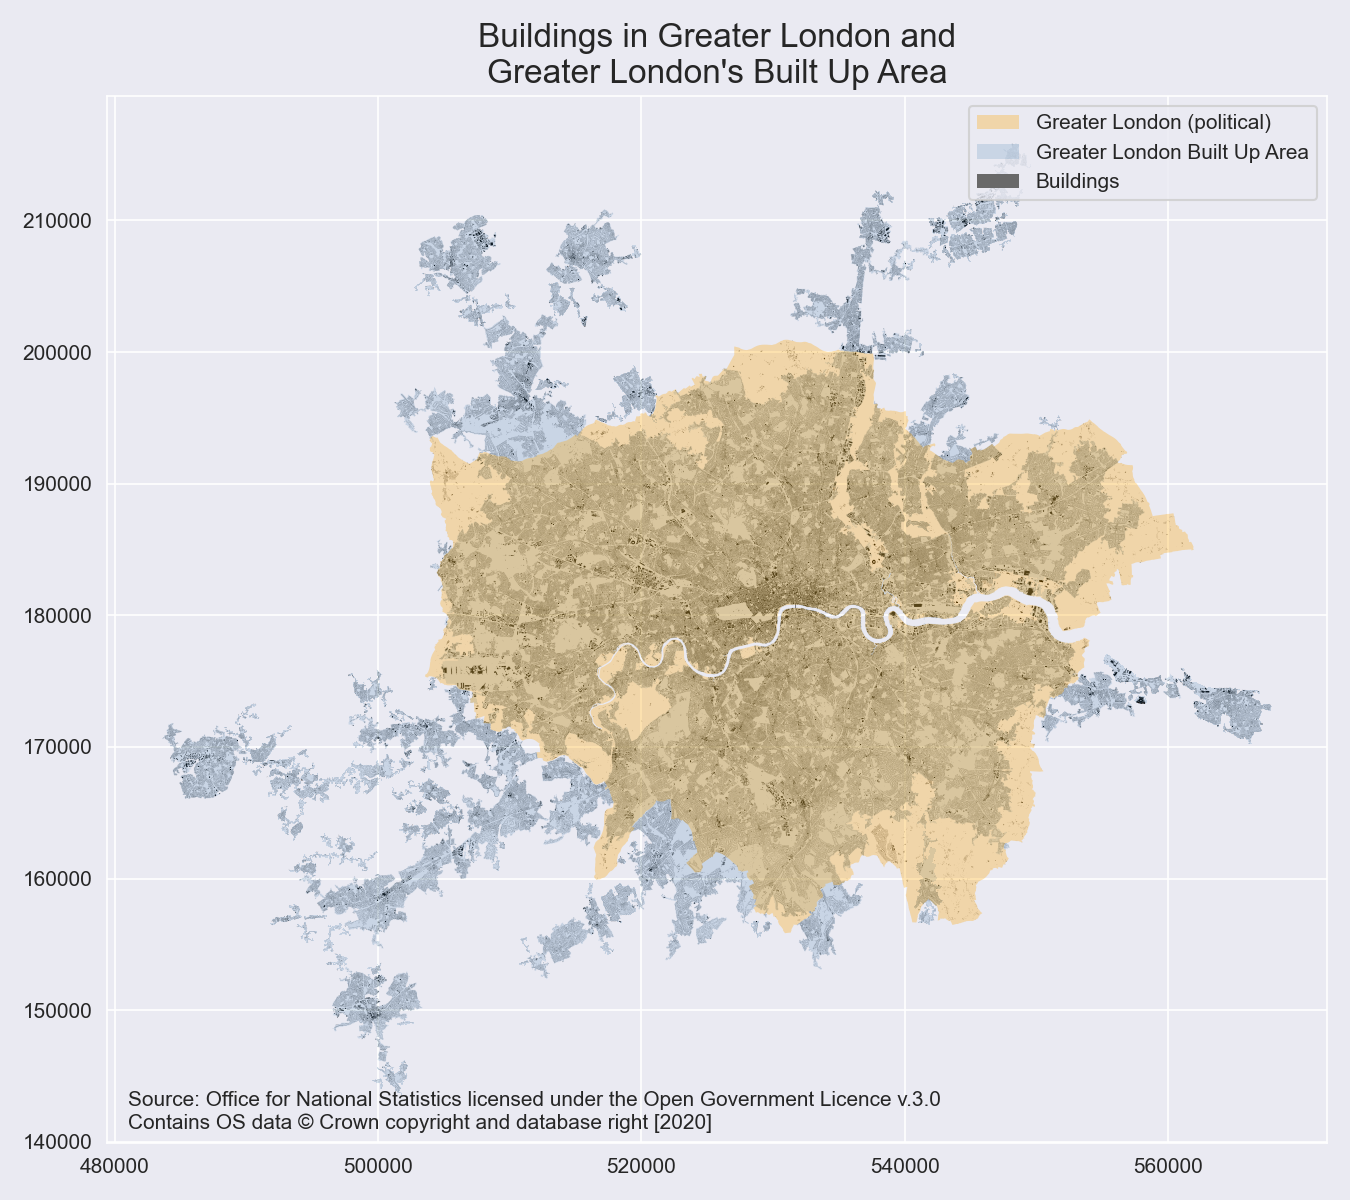 Buildings in Greater London and
Greater London's Built Up Area
Greater London (political)
Greater London Built Up Area
Buildings
210000
200000
190000
180000
170000
160000
150000
140000
Source: Office for National Statistics licensed under the Open Government Licence v.3.0
Contains OS data © Crown copyright and database right [2020]
480000
500000
520000
540000
560000